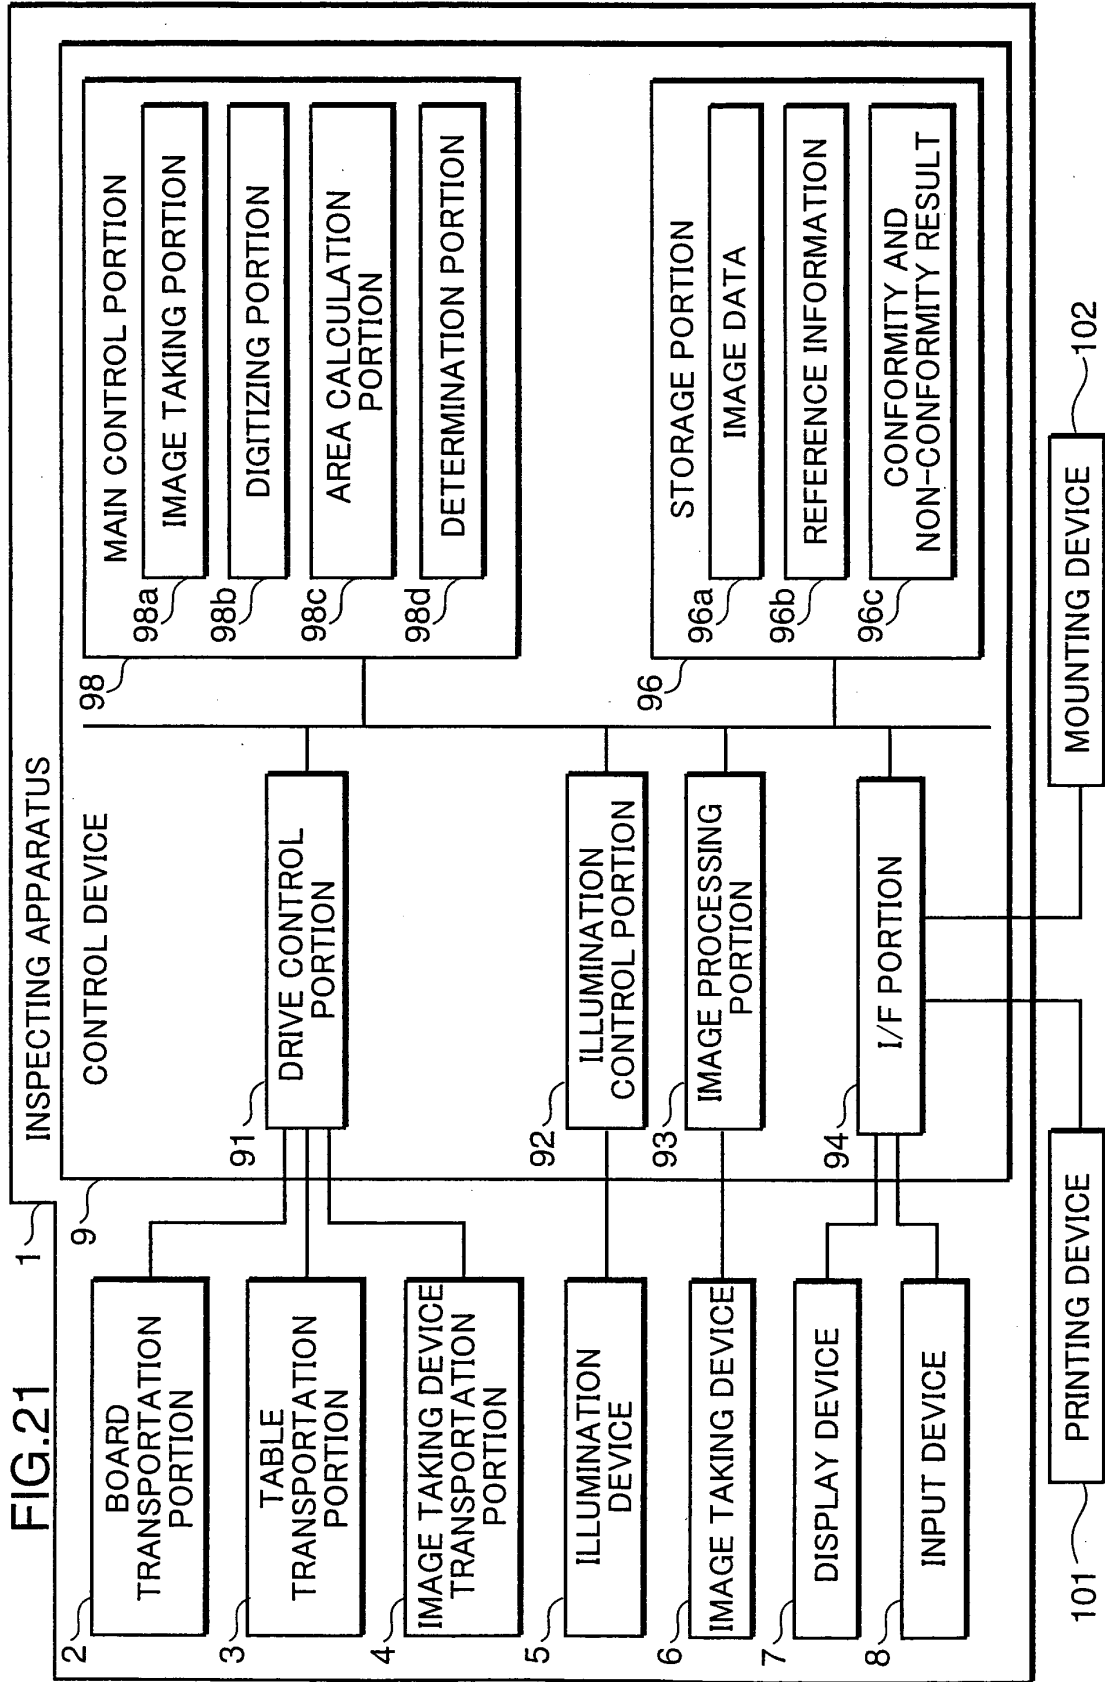 FIG.21
1
INSPECTING APPARATUS
2
BOARD
TRANSPORTATION
PORTION
3
TABLE
TRANSPORTATION
PORTION
4
IMAGE TAKING DEVICE
TRANSPORTATION
PORTION
5
ILLUMINATION
DEVICE
6
IMAGE TAKING DEVICE
7
DISPLAY DEVICE
8
INPUT DEVICE
9
CONTROL DEVICE
91
DRIVE CONTROL
PORTION
92
ILLUMINATION
CONTROL PORTION
93
IMAGE PROCESSING
PORTION
94
I/F PORTION
98
MAIN CONTROL PORTION
98a
IMAGE TAKING PORTION
98b
DIGITIZING PORTION
98c
AREA CALCULATION
PORTION
98d
DETERMINATION PORTION
96
STORAGE PORTION
96a
IMAGE DATA
96b
REFERENCE INFORMATION
96c
CONFORMITY AND
NON-CONFORMITY RESULT
101
PRINTING DEVICE
MOUNTING DEVICE
102